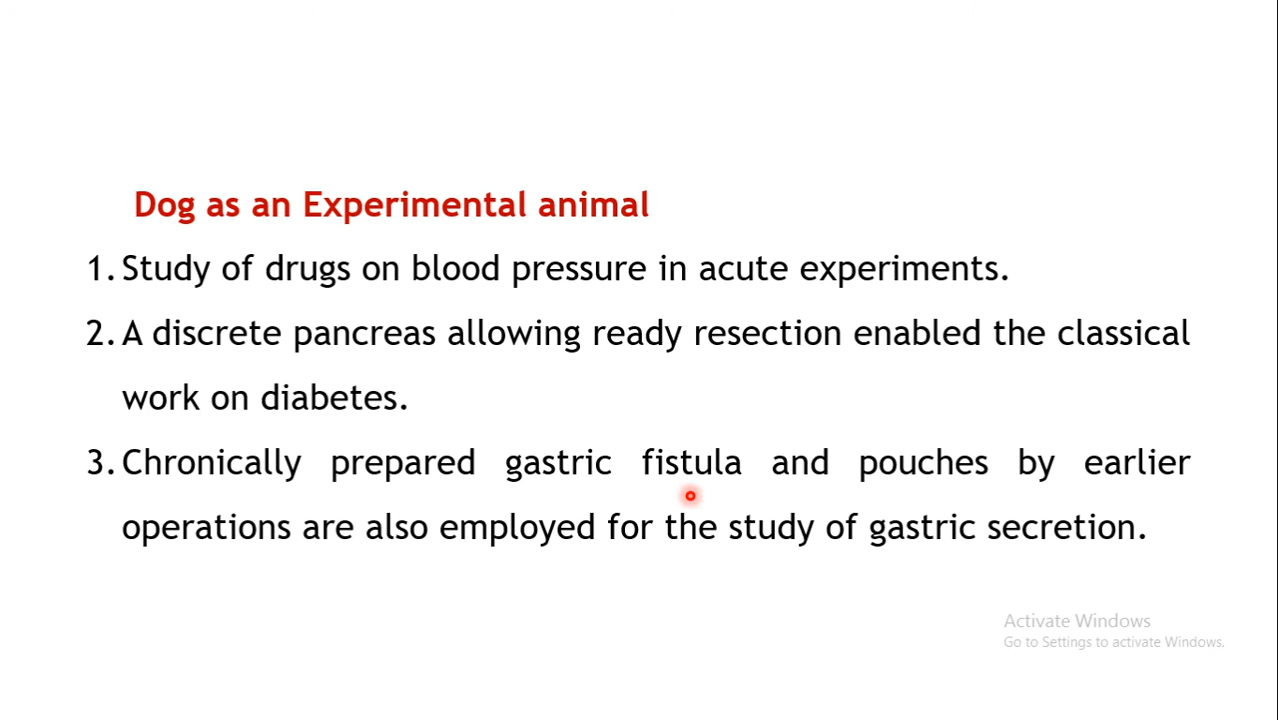 Dog as an Experimental animal
1. Study of drugs on blood pressure in acute experiments.
2. A discrete pancreas allowing ready resection enabled the classical
work on diabetes.
3. Chronically prepared gastric fistula and pouches by earlier
operations are also employed for the study of gastric secretion.
Activate Windows
Go to Settings to activate Windows.